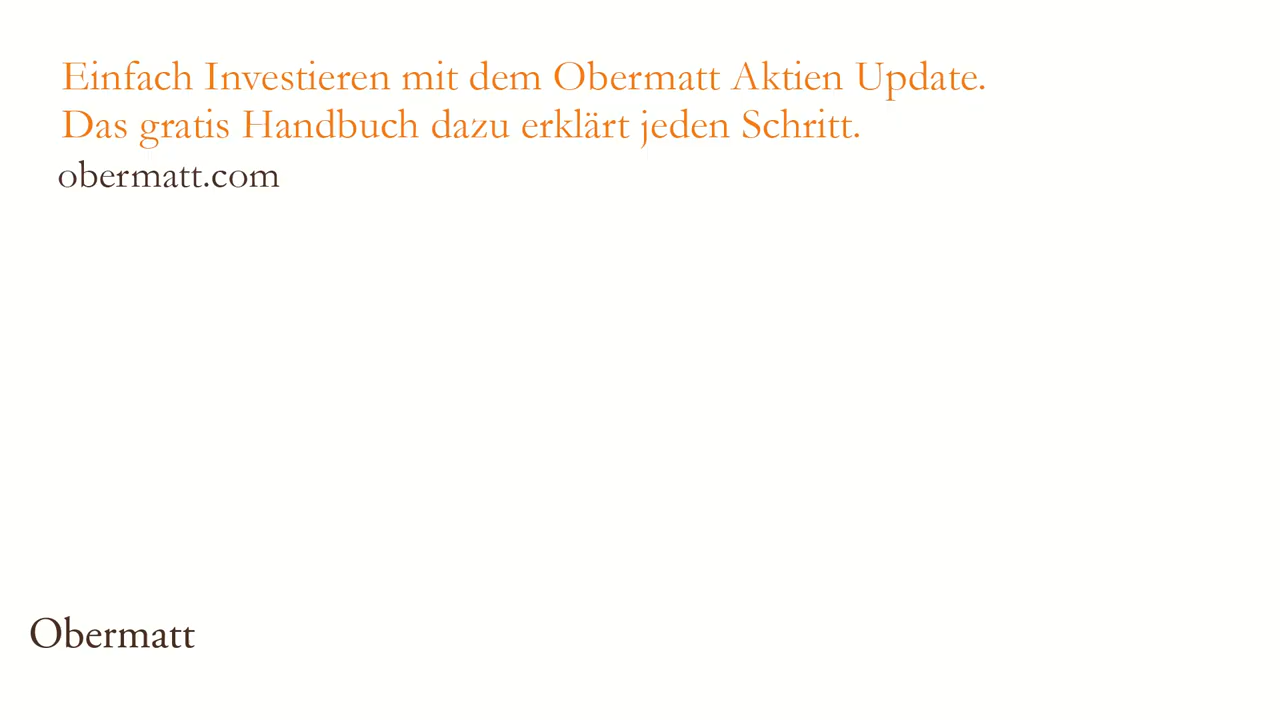 Einfach Investieren mit dem Obermatt Aktien Update.
Das gratis Handbuch dazu erklärt jeden Schritt.
obermatt.com
Obermatt